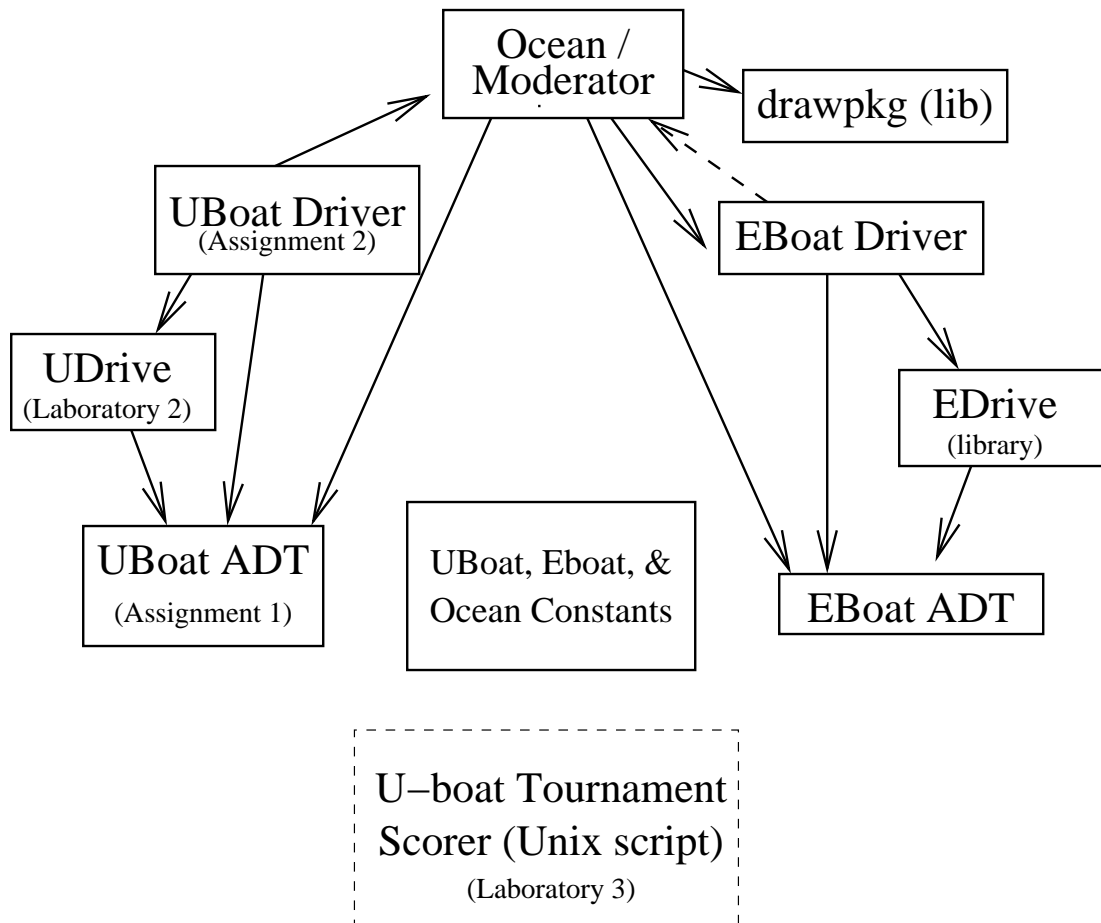 Ocean /
Moderator
drawpkg (lib)
UBoat Driver
(Assignment 2)
EBoat Driver
UDrive
(Laboratory 2)
EDrive
(library)
UBoat ADT
(Assignment 1)
UBoat, Eboat, &
Ocean Constants
EBoat ADT
U−boat Tournament
Scorer (Unix script)
(Laboratory 3)